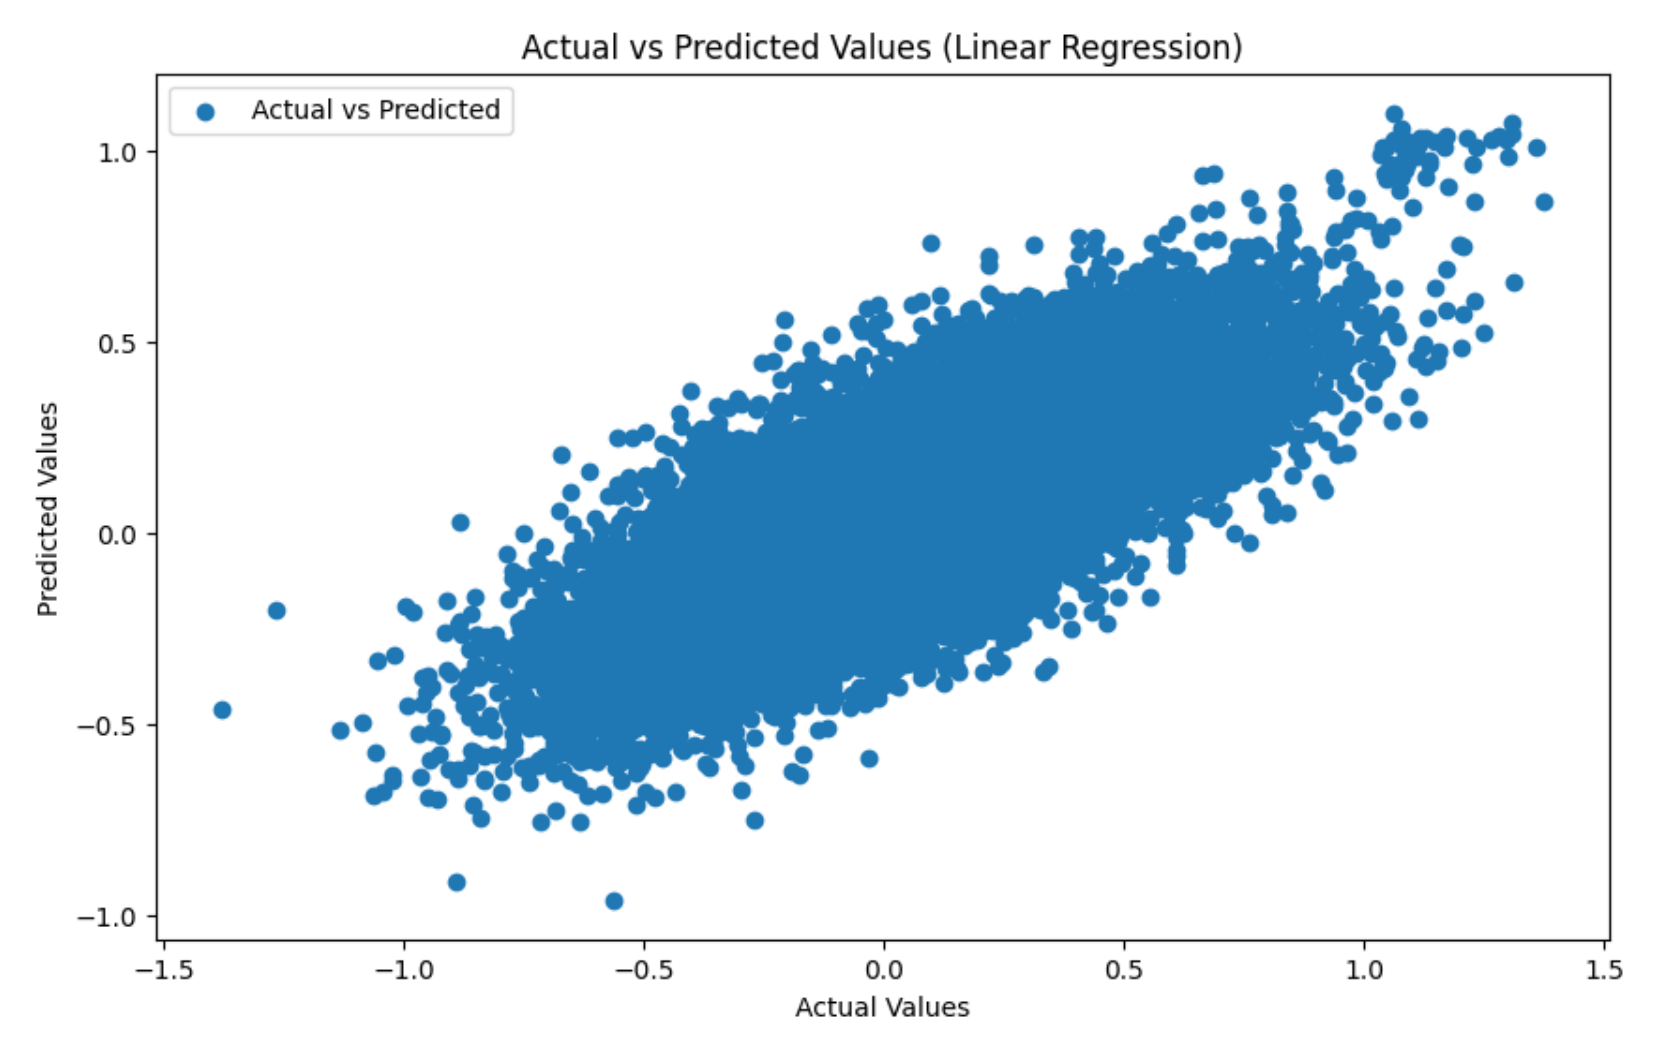 Actual vs Predicted Values (Linear Regression)
Actual vs Predicted
1.0
0.5
0.0
−0.5
−1.0
Predicted Values
−1.5 −1.0 −0.5 0.0 0.5 1.0 1.5
Actual Values